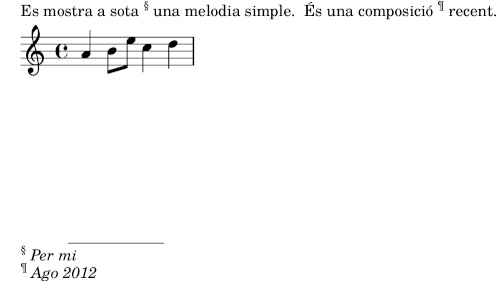 Es mostra a sota § una melodia simple. És una composició ¶ recent.
§ Per mi
¶ Ago 2012